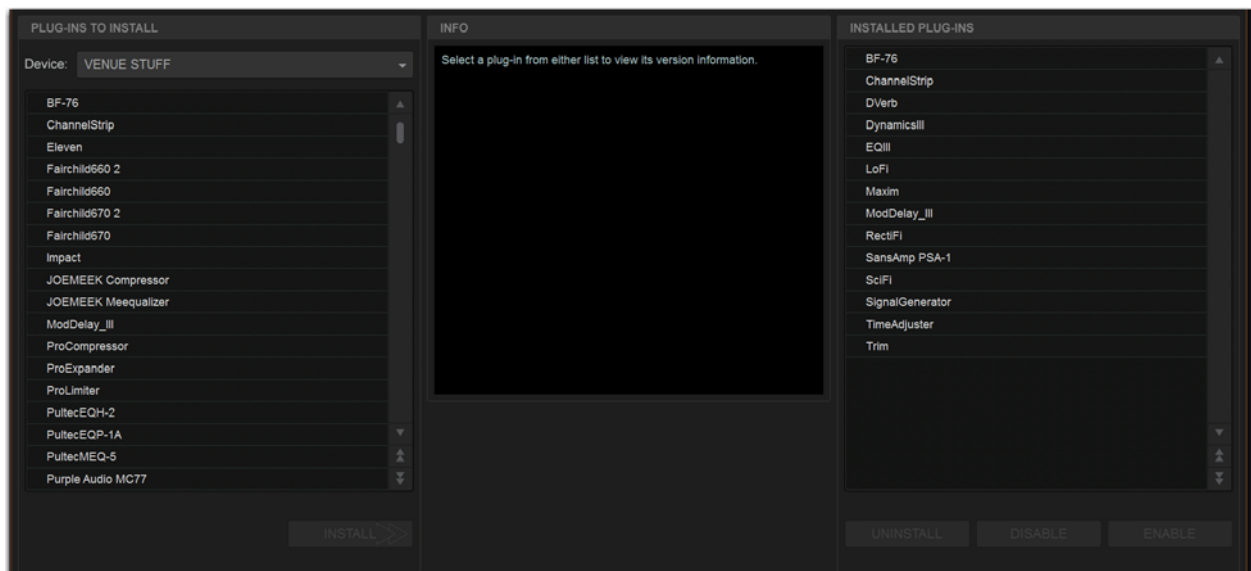 PLUG-INS TO INSTALL
Device: VENUE STUFF
BF-76
ChannelStrip
Eleven
Fairchild660 2
Fairchild660
Fairchild670 2
Fairchild670
Impact
JOEMEEK Compressor
JOEMEEK Meequalizer
ModDelay_III
ProCompressor
ProExpander
ProLimiter
PultecEQH-2
PultecEQP-1A
PultecMEQ-5
Purple Audio MC77
INSTALL
INFO
Select a plug-in from either list to view its version information.
INSTALLED PLUG-INS
BF-76
ChannelStrip
DVerb
DynamicsIII
EQIII
LoFi
Maxim
ModDelay_III
RectiFi
SansAmp PSA-1
SciFi
SignalGenerator
TimeAdjuster
Trim
UNINSTALL DISABLE ENABLE